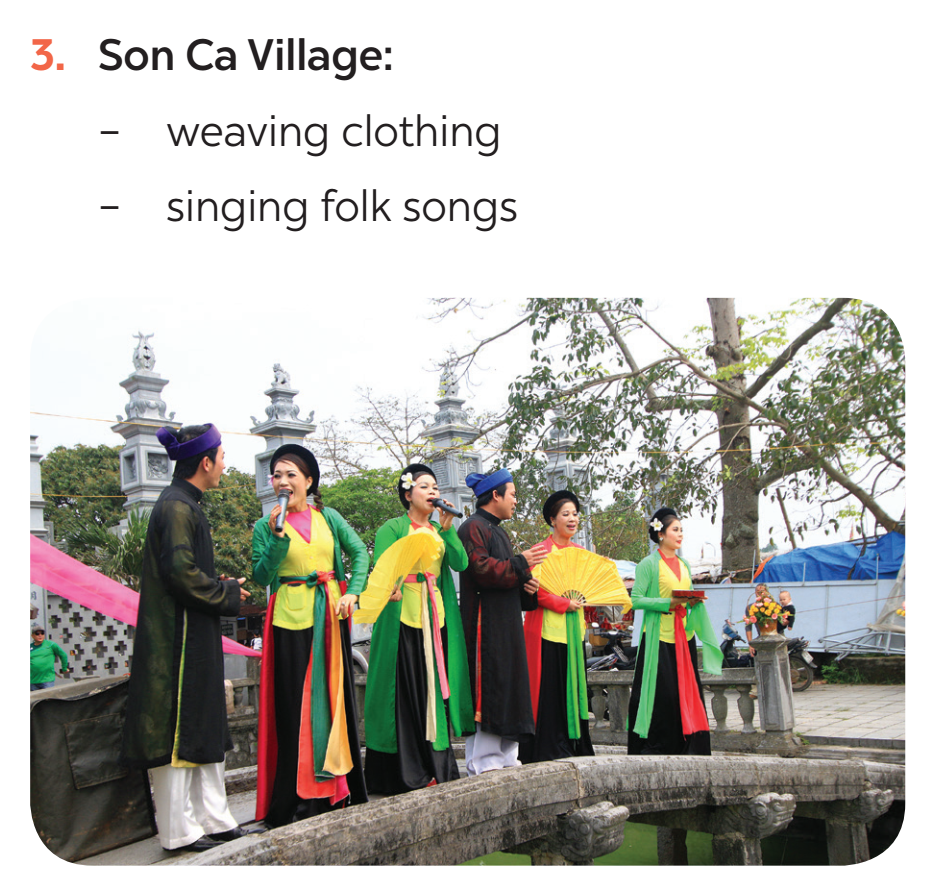 3. Son Ca Village:
– weaving clothing
– singing folk songs